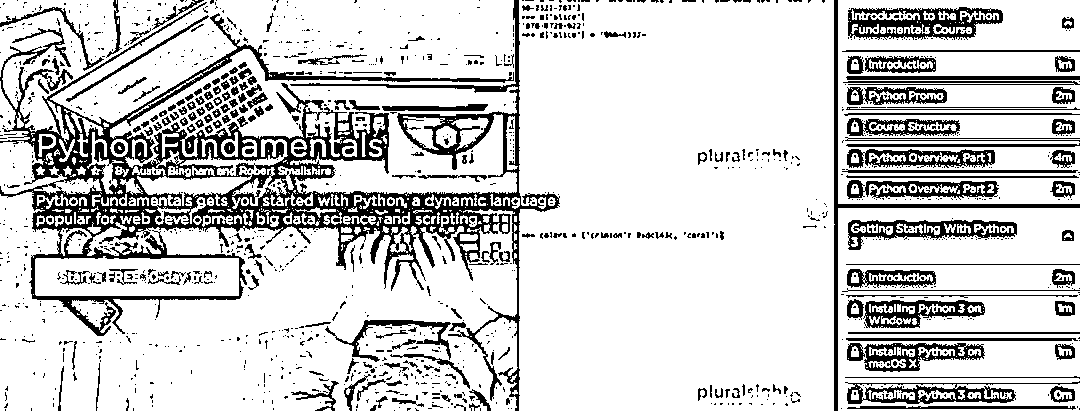 Python Fundamentals
By Austin Bingham and Robert Smallshire
Python Fundamentals gets you started with Python, a dynamic language
popular for web development, big data, science, and scripting.
Start a FREE 10-day trial
>>> d['alice']
>>> d['alice'] =
pluralsight
>>> colors = {'crimson':
pluralsight
Introduction to the Python
Fundamentals Course
Introduction 1m
Python Promo 2m
Course Structure 2m
Python Overview, Part 1 4m
Python Overview, Part 2 2m
Getting Starting With Python
3
Introduction 2m
Installing Python 3 on 1m
Windows
Installing Python 3 on 1m
macOS X
Installing Python 3 on Linux 0m